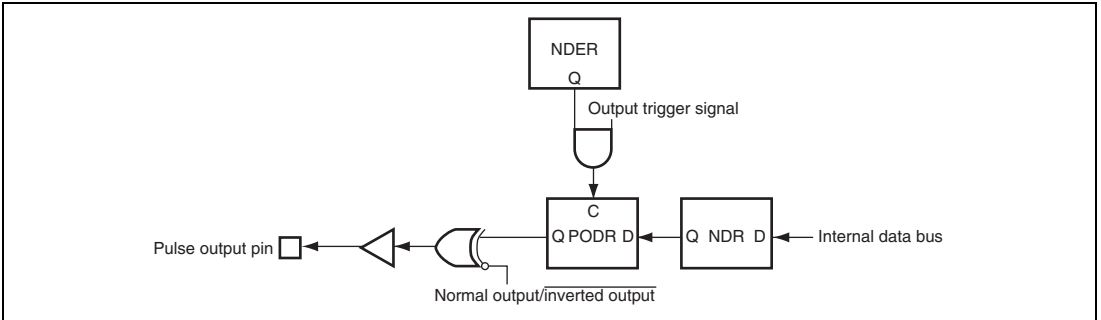 NDER
Q
Output trigger signal
C
Q PODR D
Q NDR D
Internal data bus
Pulse output pin
Normal output/inverted output